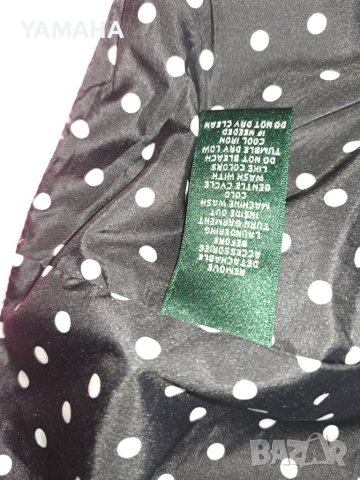 YAMAHA
REMOVE
DETACHABLE
ACCESSORIES
BEFORE
LAUNDERING
TURN GARMENT
INSIDE OUT
MACHINE WASH
COLD
GENTLE CYCLE
WASH WITH
LIKE COLORS
DO NOT BLEACH
TUMBLE DRY LOW
COOL IRON
IF NEEDED
DO NOT DRY CLEAN
BAZAR